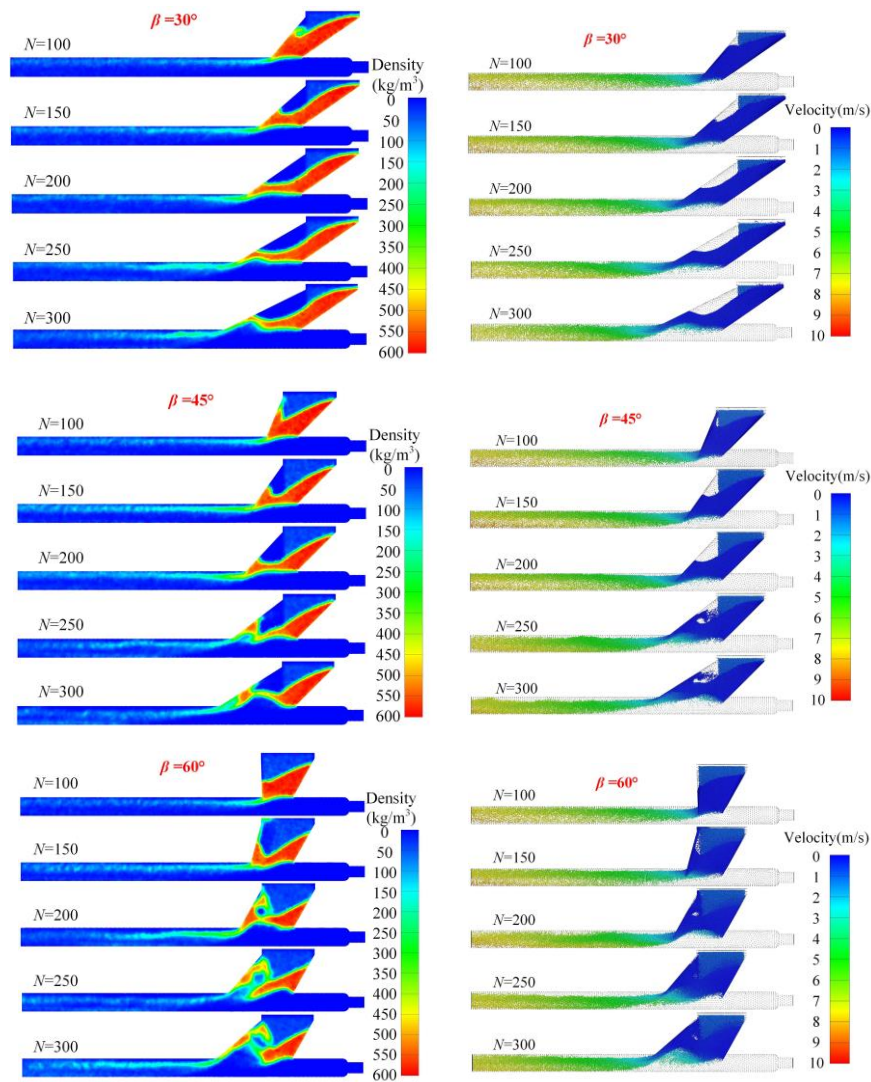 β =30°
N=100
N=150
N=200
N=250
N=300
Density
(kg/m³)
0
50
100
150
200
250
300
350
400
450
500
550
600
β =30°
N=100
N=150
N=200
N=250
N=300
Velocity(m/s)
0
1
2
3
4
5
6
7
8
9
10
β =45°
N=100
N=150
N=200
N=250
N=300
Density
(kg/m³)
0
50
100
150
200
250
300
350
400
450
500
550
600
β =45°
N=100
N=150
N=200
N=250
N=300
Velocity(m/s)
0
1
2
3
4
5
6
7
8
9
10
β =60°
N=100
N=150
N=200
N=250
N=300
Density
(kg/m³)
0
50
100
150
200
250
300
350
400
450
500
550
600
β =60°
N=100
N=150
N=200
N=250
N=300
Velocity(m/s)
0
1
2
3
4
5
6
7
8
9
10